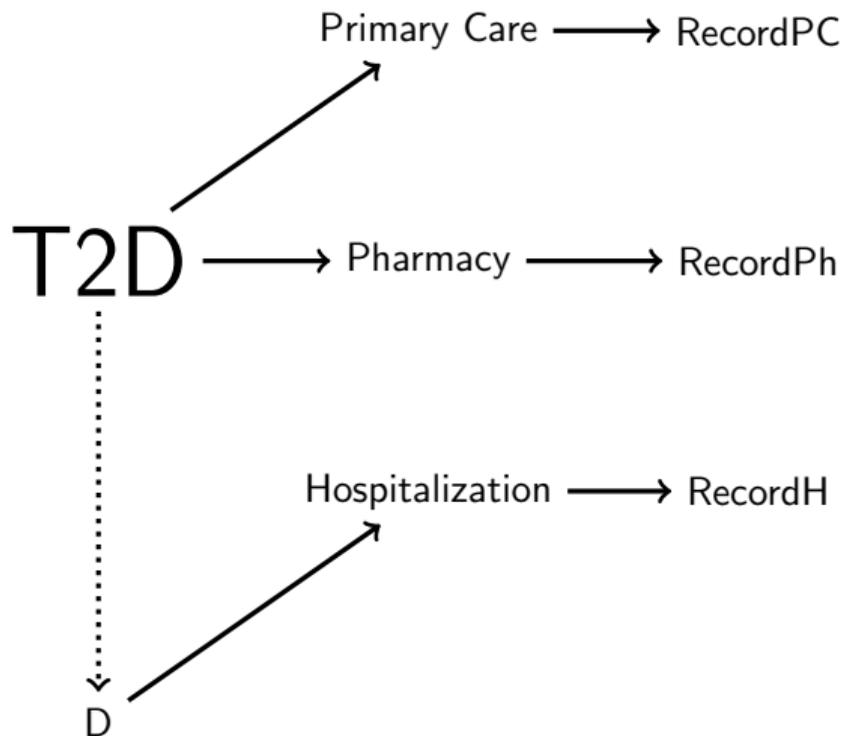 Primary Care
RecordPC
T2D
Pharmacy
RecordPh
Hospitalization
RecordH
D